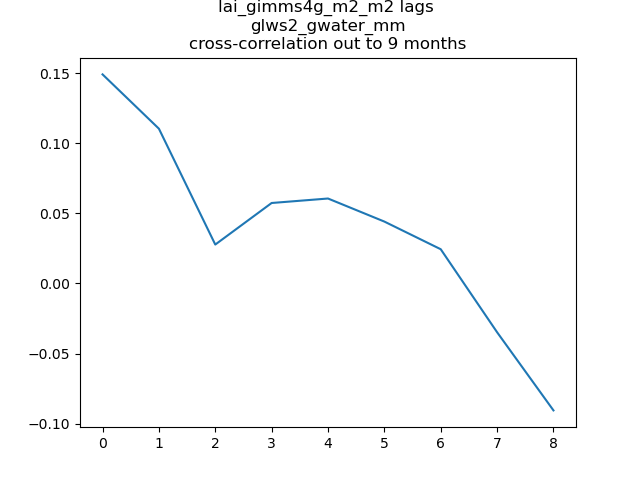 lai_gimms4g_m2_m2 lags
glws2_gwater_mm
cross-correlation out to 9 months
0.15
0.10
0.05
0.00
−0.05
−0.10
0 1 2 3 4 5 6 7 8